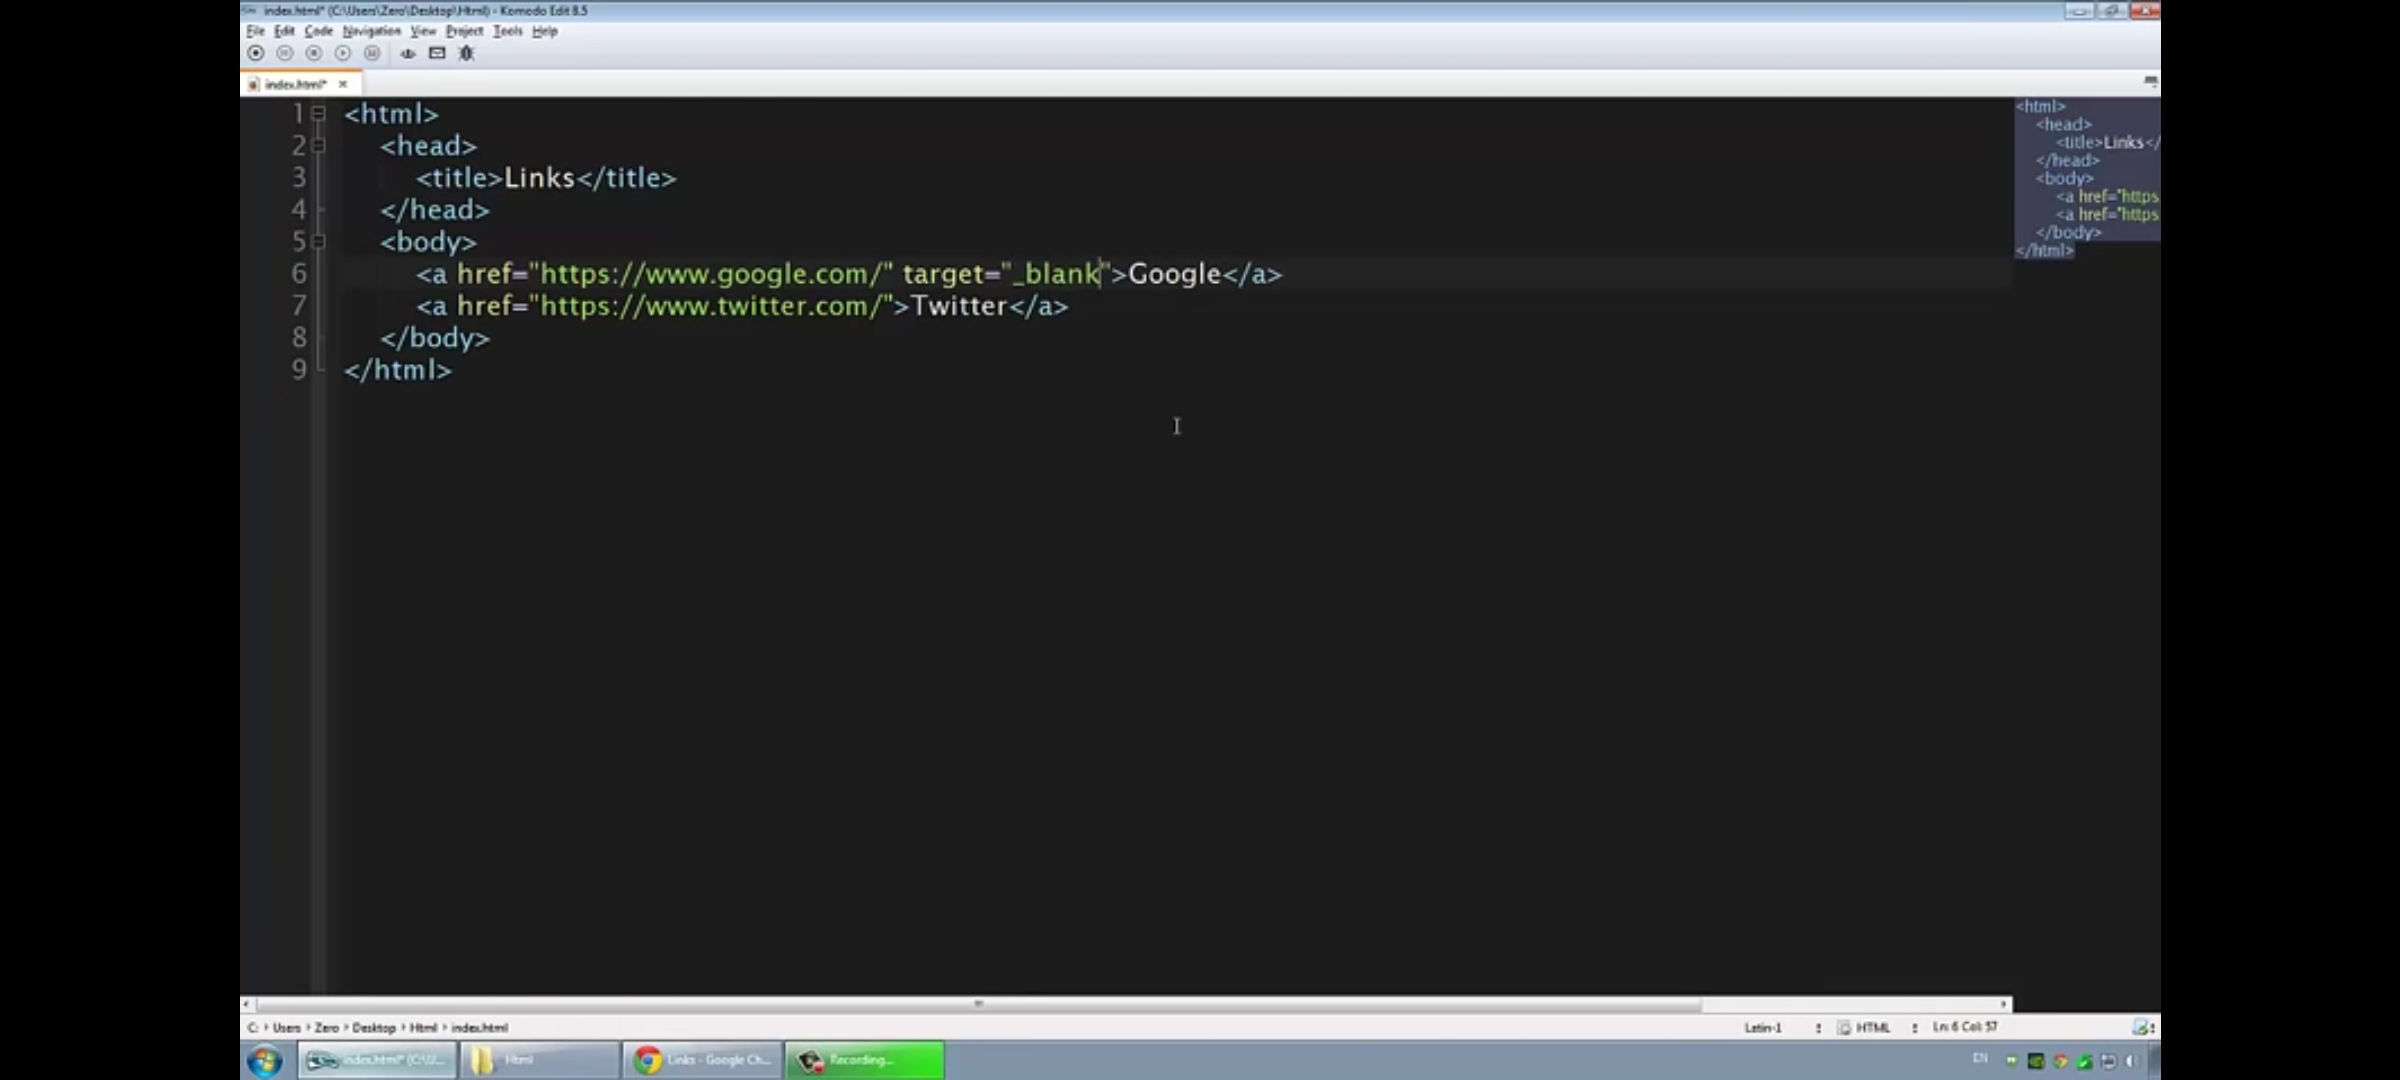 index.html* (C:\Users\Zero\Desktop\Html) - Komodo Edit 8.5
File Edit Code Navigation View Project Tools Help
index.html*
1 <html>
2 <head>
3 <title>Links</title>
4 </head>
5 <body>
6 <a href="https://www.google.com/" target="_blank">Google</a>
7 <a href="https://www.twitter.com/">Twitter</a>
8 </body>
9 </html>
<html>
<head>
<title>Links</
</head>
<body>
<a href="https
<a href="https
</body>
</html>
C: Users Zero Desktop Html index.html
Latin-1 HTML Ln: 6 Col: 57
index.html* (C:\U... Html Links - Google Ch... Recording... EN